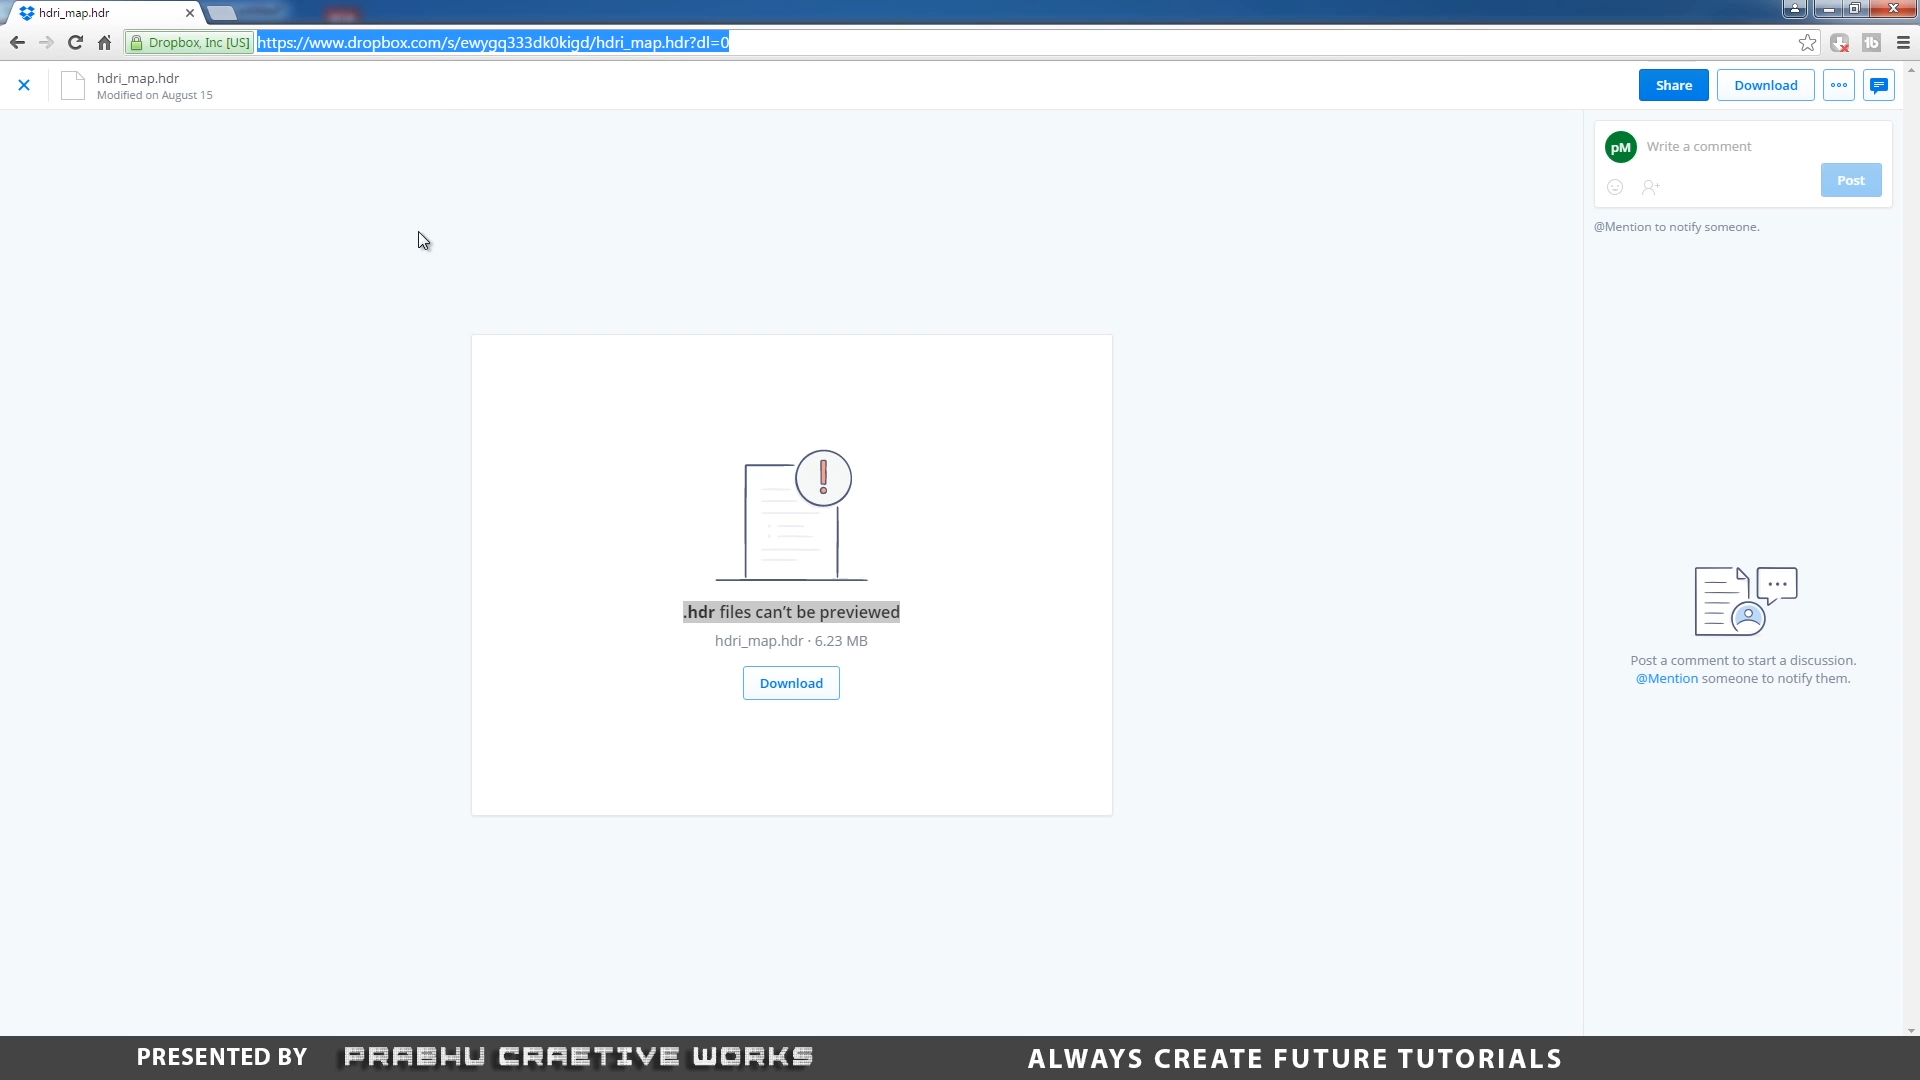 hdri_map.hdr
Dropbox, Inc [US]
https://www.dropbox.com/s/ewygq333dk0kigd/hdri_map.hdr?dl=0
hdri_map.hdr
Modified on August 15
Share
Download
pM
Write a comment
Post
@Mention to notify someone.
.hdr files can’t be previewed
hdri_map.hdr · 6.23 MB
Download
Post a comment to start a discussion.
@Mention someone to notify them.
PRESENTED BY PRABHU CRAETIVE WORKS
ALWAYS CREATE FUTURE TUTORIALS